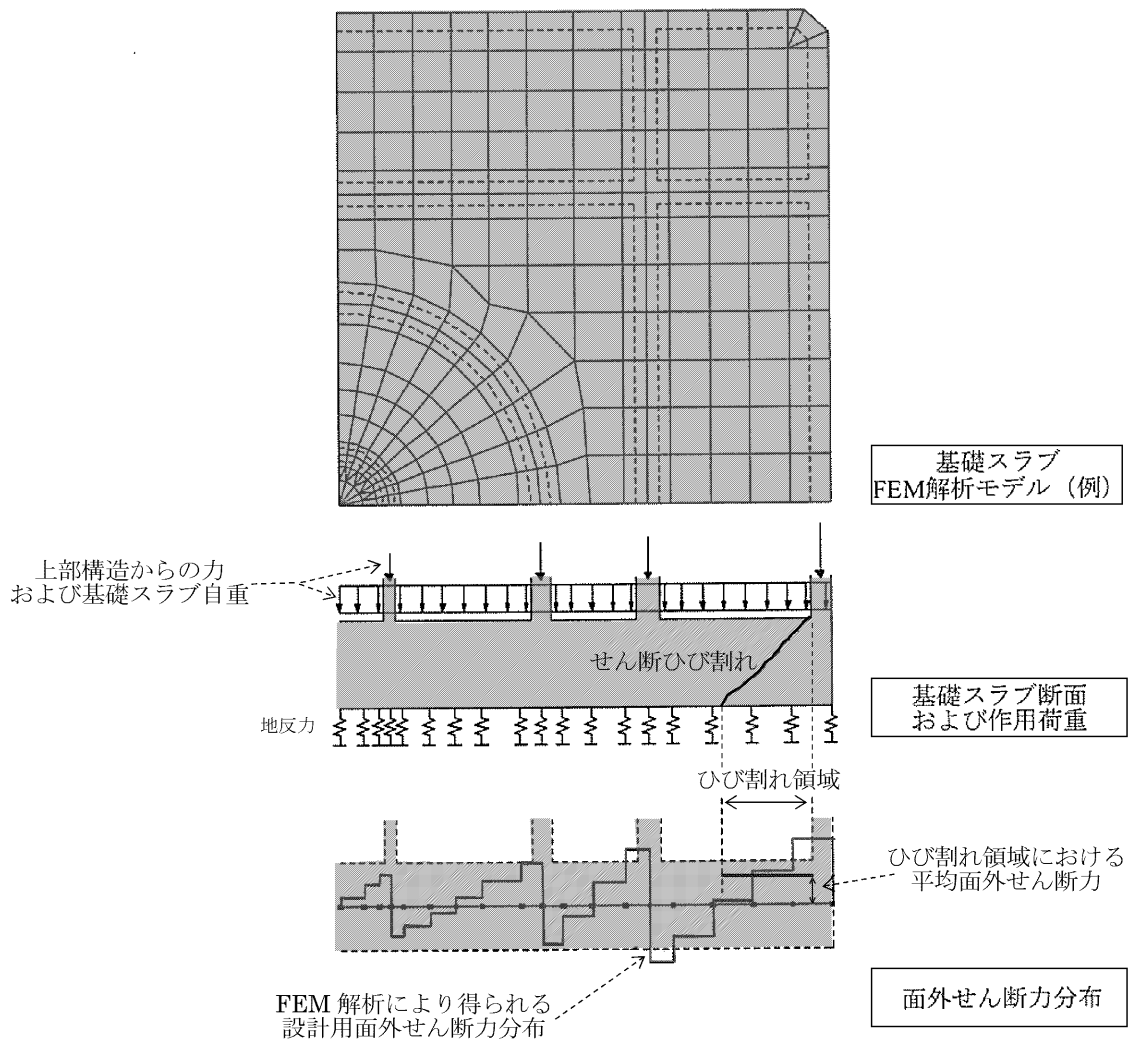 基礎スラブ
FEM解析モデル（例）
上部構造からの力
および基礎スラブ自重
せん断ひび割れ
基礎スラブ断面
および作用荷重
地反力
ひび割れ領域
ひび割れ領域における
平均面外せん断力
FEM 解析により得られる
設計用面外せん断力分布
面外せん断力分布